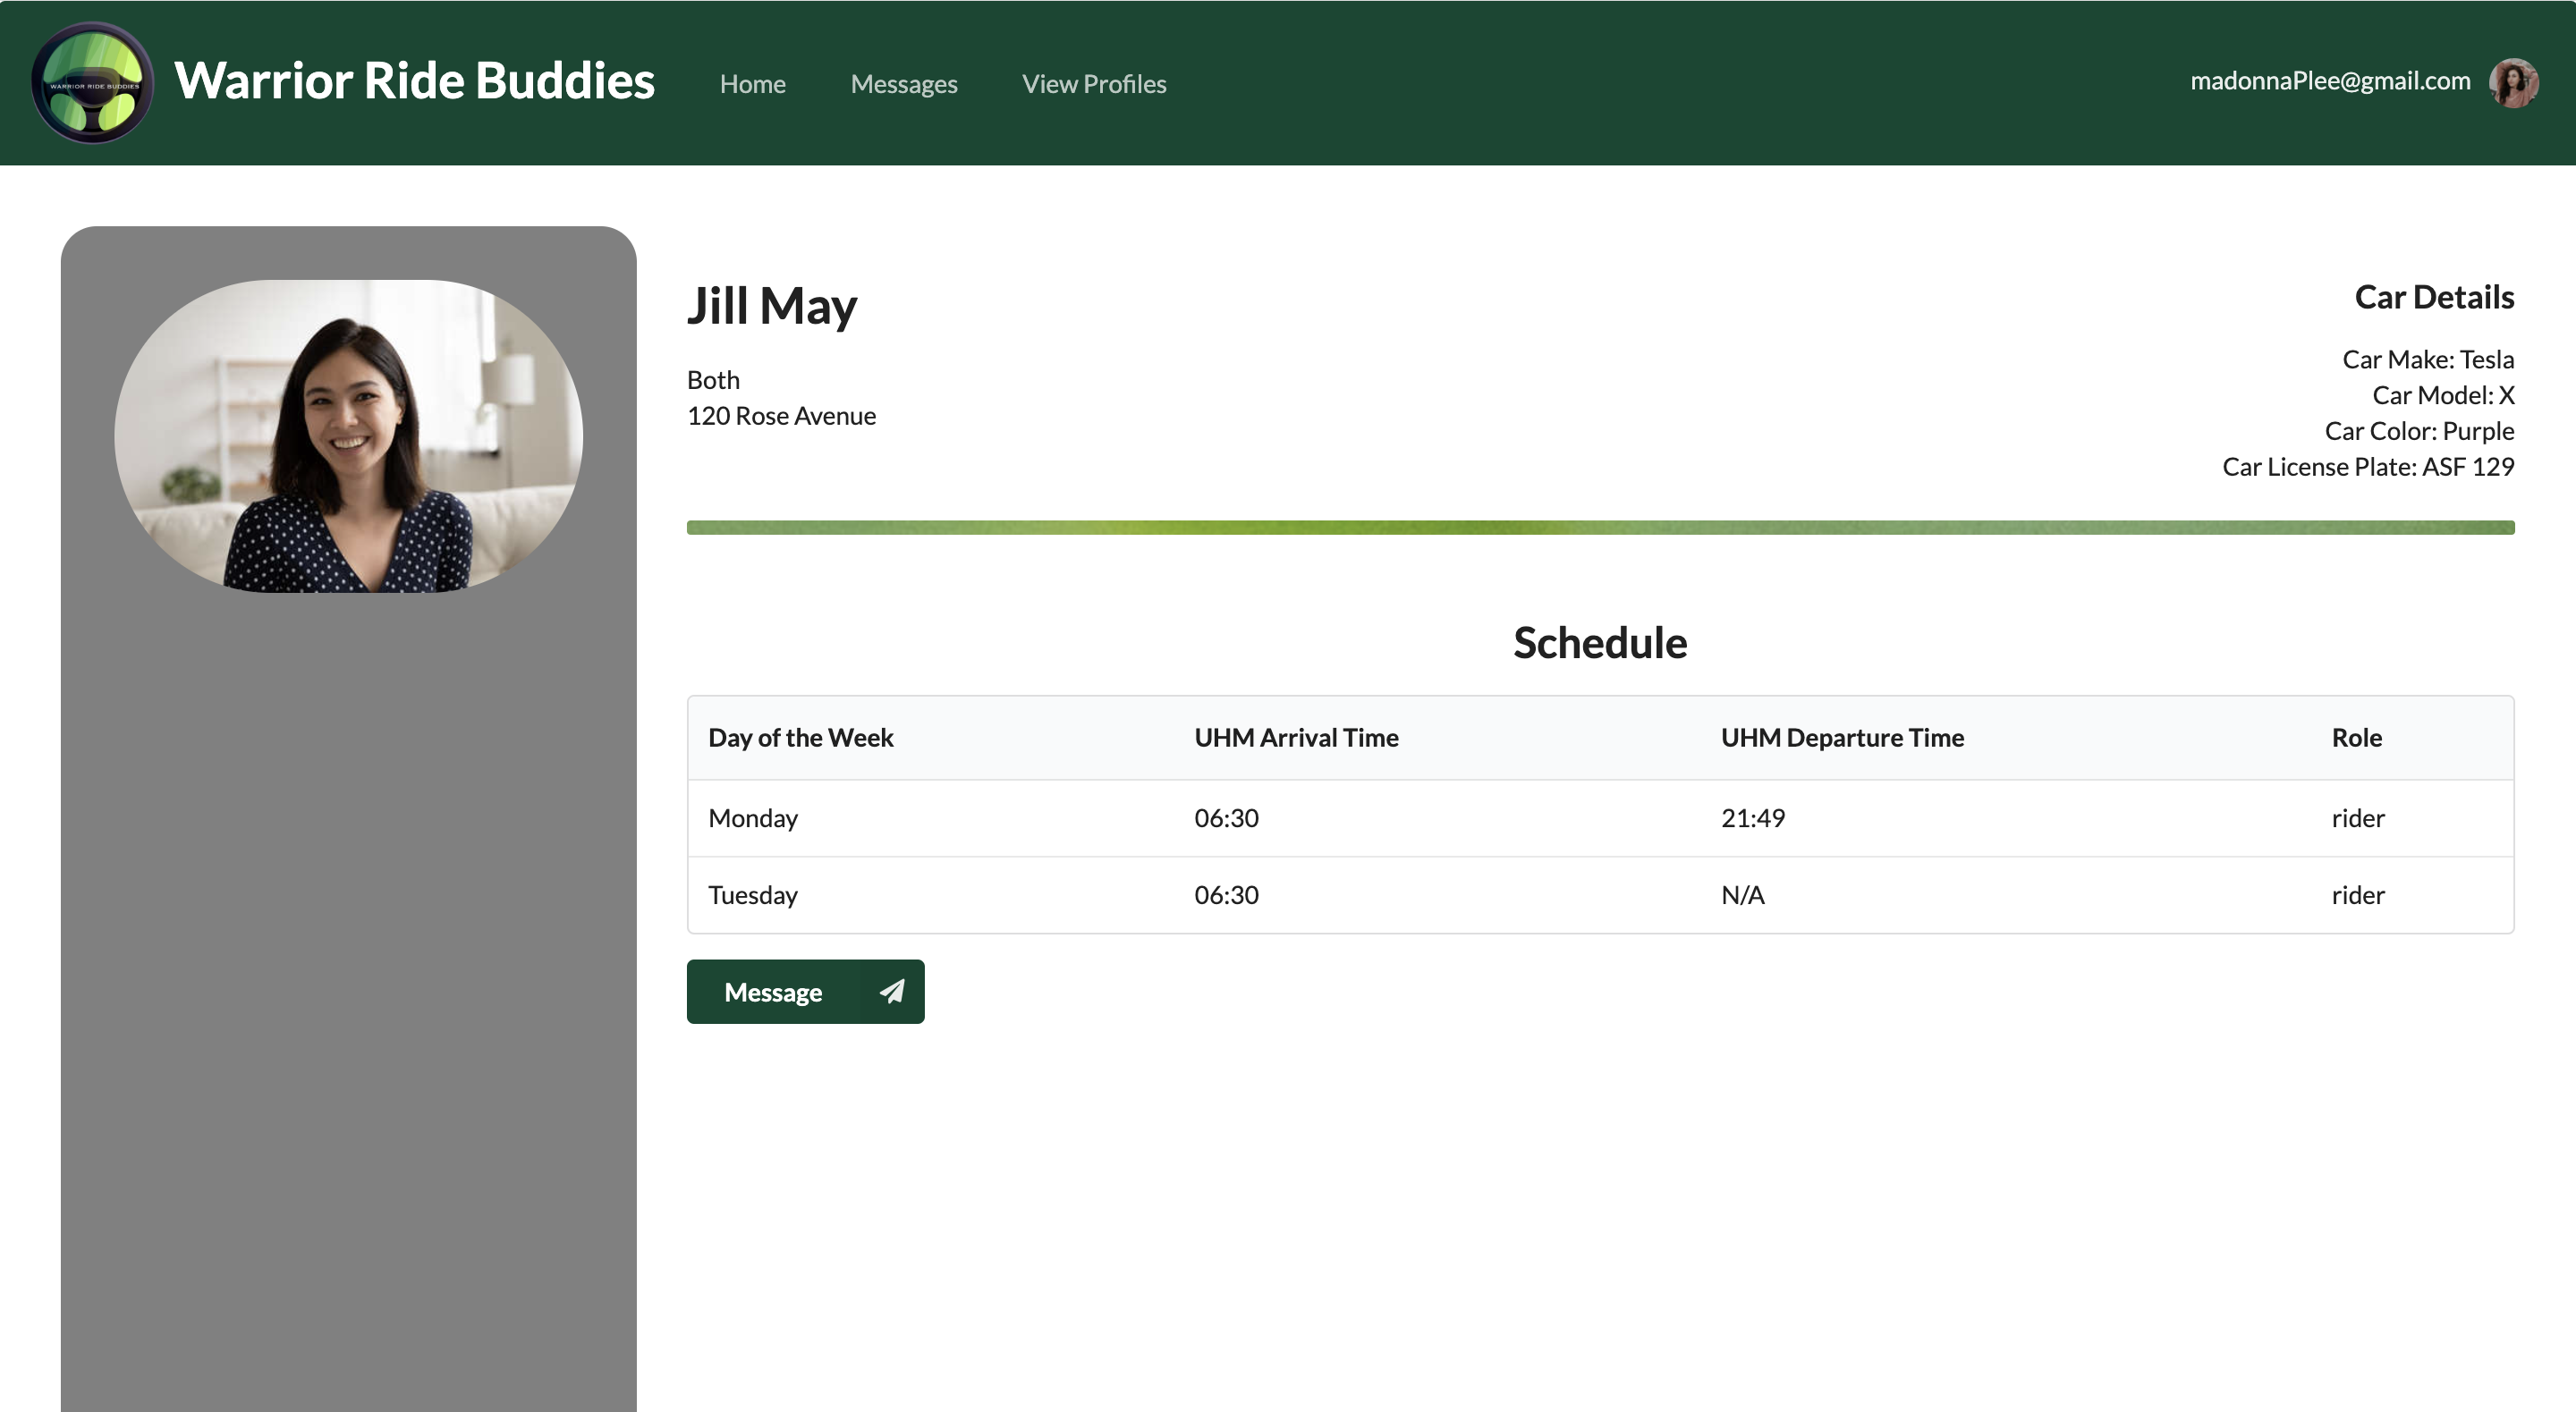 WARRIOR RIDE BUDDIES
Warrior Ride Buddies
Home
Messages
View Profiles
madonnaPlee@gmail.com
Jill May
Both
120 Rose Avenue
Car Details
Car Make: Tesla
Car Model: X
Car Color: Purple
Car License Plate: ASF 129
Schedule
Day of the Week UHM Arrival Time UHM Departure Time Role
Monday 06:30 21:49 rider
Tuesday 06:30 N/A rider
Message